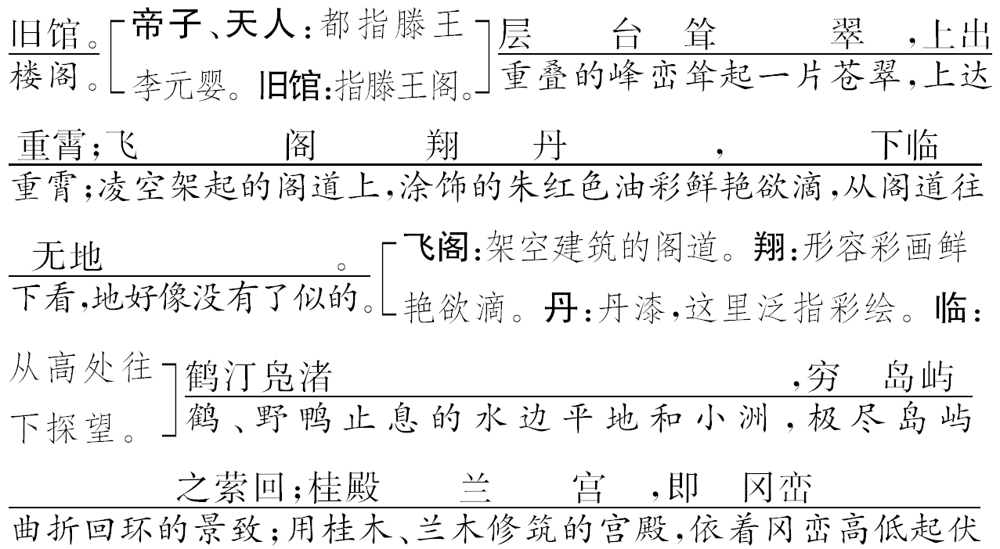 旧馆。[帝子、天人:都指滕王 层台耸翠,上出
楼阁。李元婴。旧馆:指滕王阁。]重叠的峰峦耸起一片苍翠,上达
重霄;飞阁翔丹,下临
重霄;凌空架起的阁道上,涂饰的朱红色油彩鲜艳欲滴,从阁道往
无地。[飞阁:架空建筑的阁道。翔:形容彩画鲜
下看,地好像没有了似的。艳欲滴。丹:丹漆,这里泛指彩绘。临:
从高处往 鹤汀凫渚,穷岛屿
下探望。]鹤、野鸭止息的水边平地和小洲,极尽岛屿
之萦回;桂殿兰宫,即冈峦
曲折回环的景致;用桂木、兰木修筑的宫殿,依着冈峦高低起伏